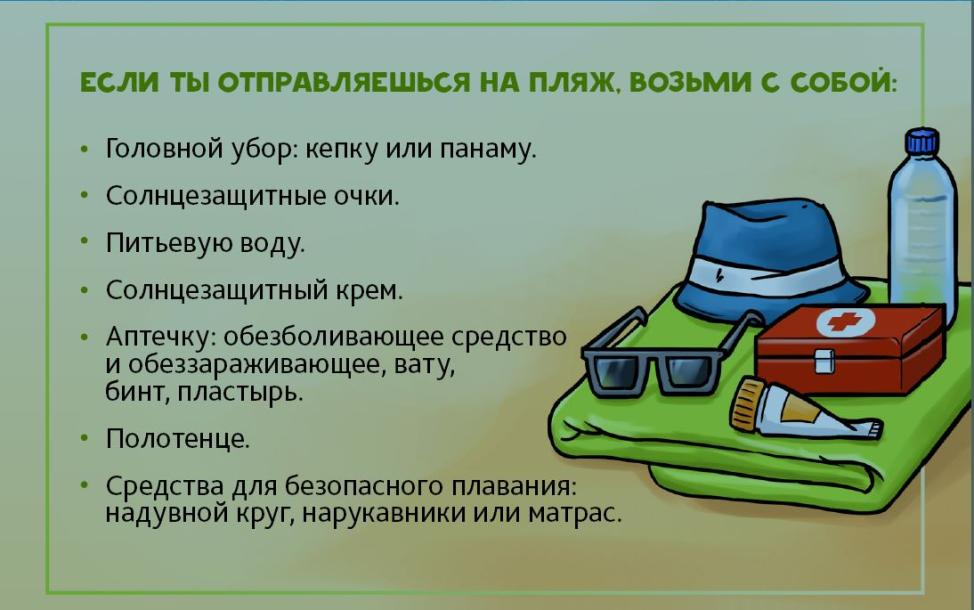 ЕСЛИ ТЫ ОТПРАВЛЯЕШЬСЯ НА ПЛЯЖ, ВОЗЬМИ С СОБОЙ:
• Головной убор: кепку или панаму.
• Солнцезащитные очки.
• Питьевую воду.
• Солнцезащитный крем.
• Аптечку: обезболивающее средство
и обеззараживающее, вату,
бинт, пластырь.
• Полотенце.
• Средства для безопасного плавания:
надувной круг, нарукавники или матрас.